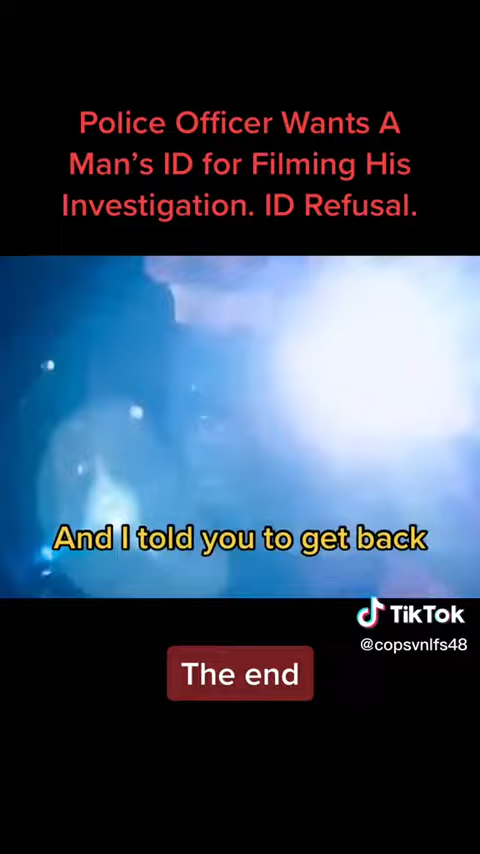 Police Officer Wants A
Man's ID for Filming His
Investigation. ID Refusal.
And I told you to get back
TikTok
@copsvnlfs48
The end